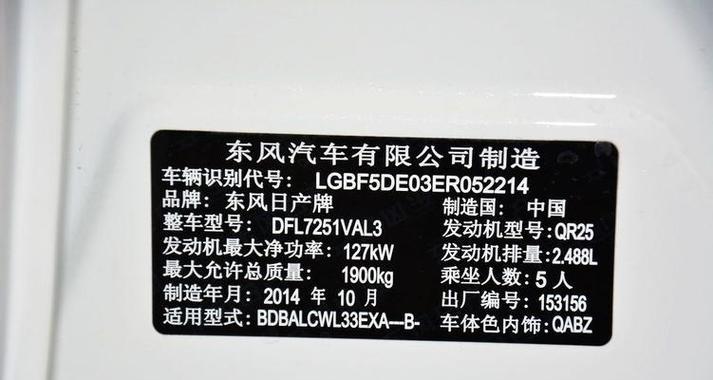 东风汽车有限公司制造
车辆识别代号: LGBF5DE03ER052214
品牌: 东风日产牌 制造国: 中国
整车型号: DFL7251VAL3 发动机型号: QR25
发动机最大净功率: 127kW 发动机排量: 2.488L
最大允许总质量: 1900kg 乘坐人数: 5 人
制造年月: 2014 年 10 月 出厂编号: 153156
适用型式: BDBALCWL33EXA---B- 车体色内饰: QABZ